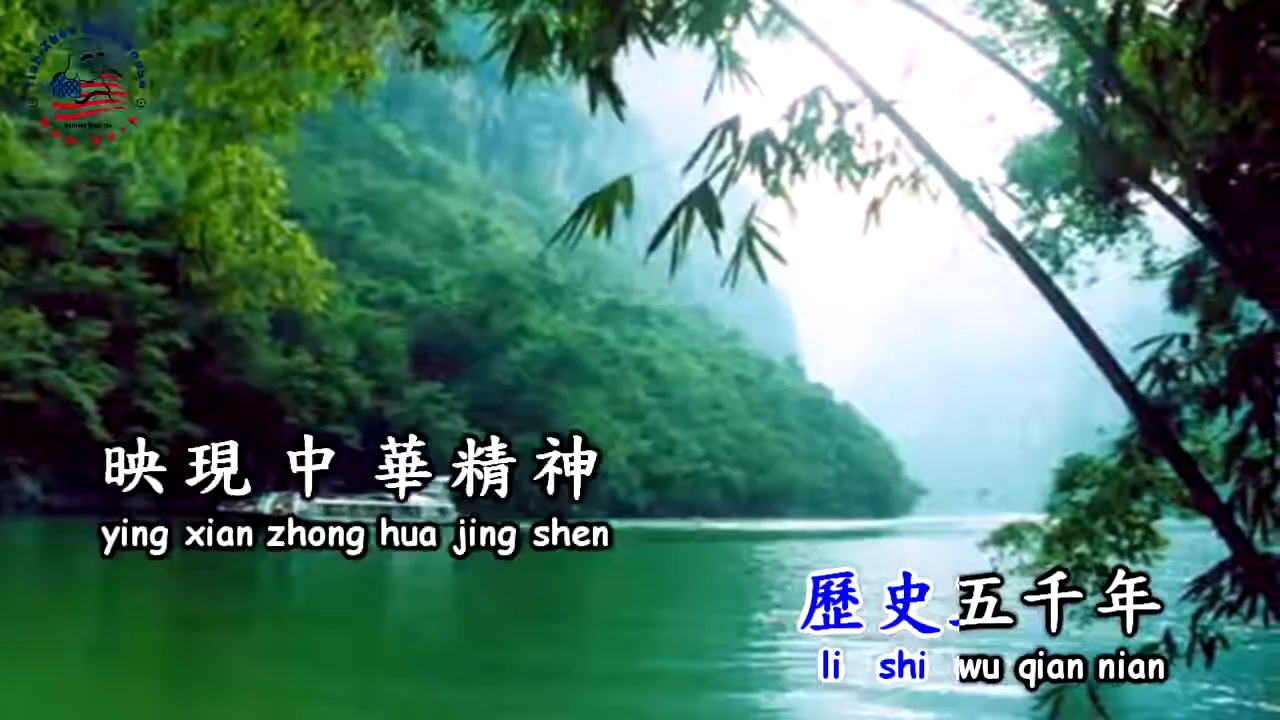 映現中華精神
ying xian zhong hua jing shen
歷史五千年
li shi wu qian nian